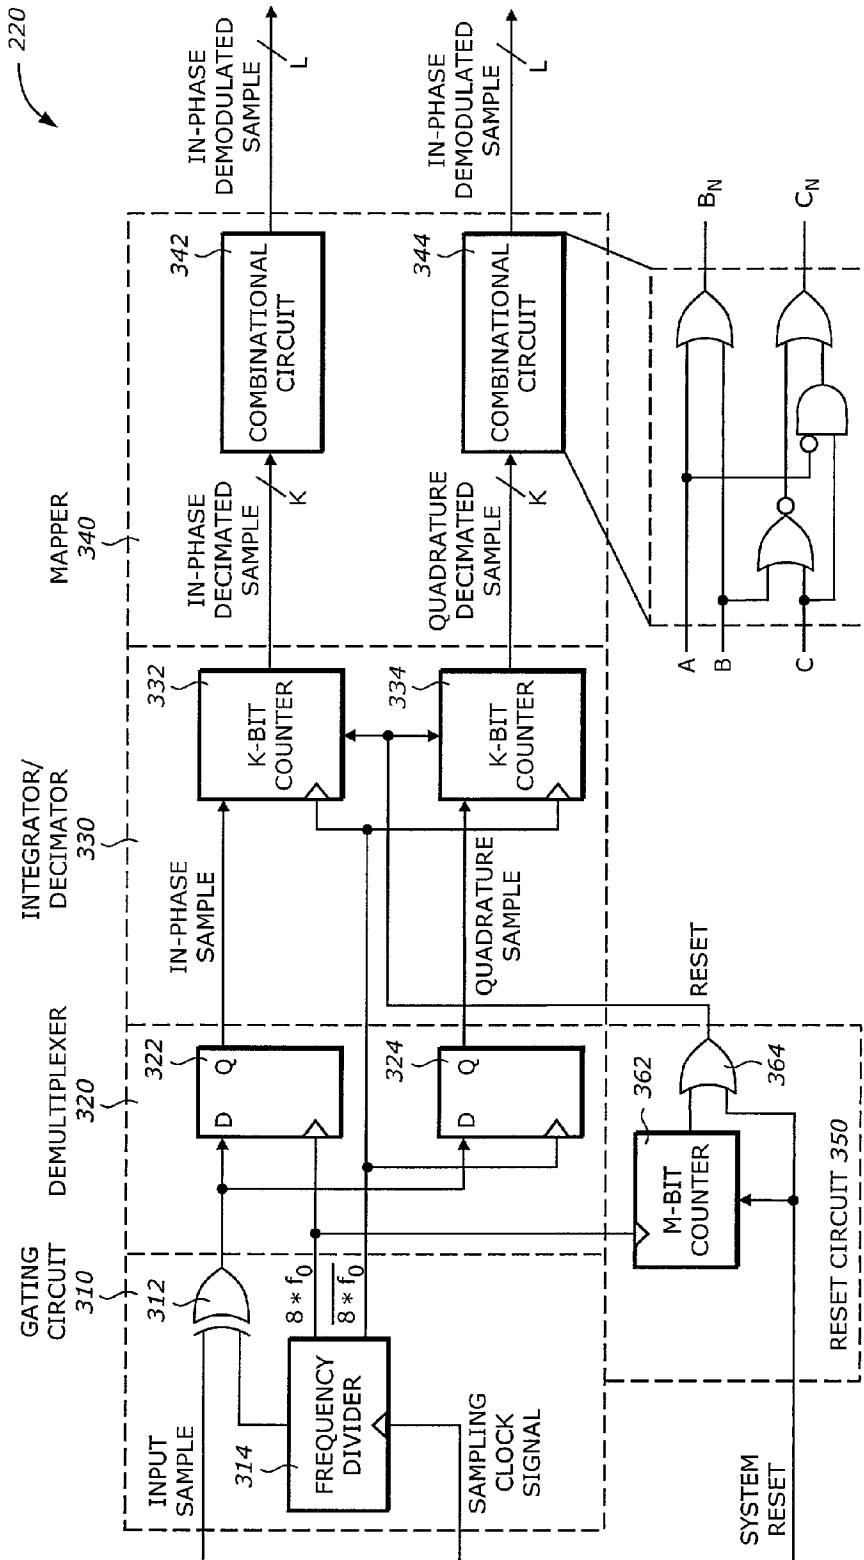 220
GATING
CIRCUIT
310
DEMULTIPLEXER
320
INTEGRATOR/
DECIMATOR
330
MAPPER
340
INPUT
SAMPLE
312
314
FREQUENCY
DIVIDER
8 * f0
8 * f0
SAMPLING
CLOCK
SIGNAL
322
D Q
324
D Q
IN-PHASE
SAMPLE
QUADRATURE
SAMPLE
332
K-BIT
COUNTER
334
K-BIT
COUNTER
IN-PHASE
DECIMATED
SAMPLE
K
QUADRATURE
DECIMATED
SAMPLE
K
342
COMBINATIONAL
CIRCUIT
344
COMBINATIONAL
CIRCUIT
IN-PHASE
DEMODULATED
SAMPLE
L
IN-PHASE
DEMODULATED
SAMPLE
L
SYSTEM
RESET
RESET CIRCUIT 350
362
M-BIT
COUNTER
364
RESET
A
B
C
BN
CN